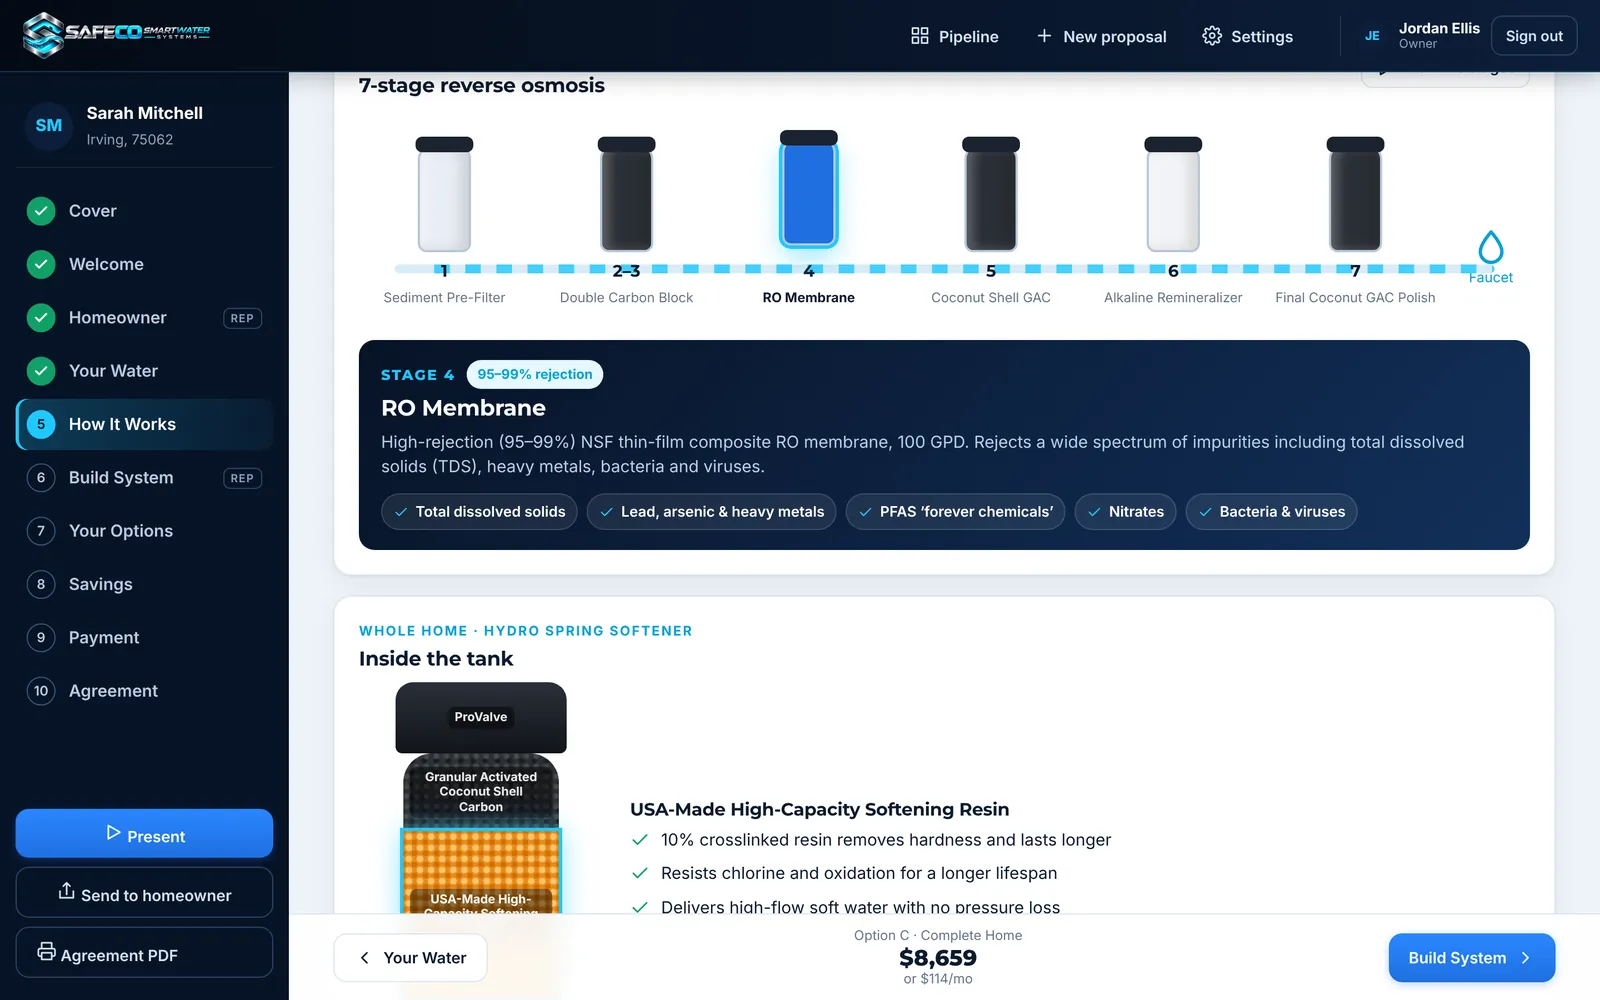 SAFECO SMARTWATER
SYSTEMS
Pipeline
New proposal
Settings
JE
Jordan Ellis
Owner
Sign out
SM
Sarah Mitchell
Irving, 75062
Cover
Welcome
Homeowner
REP
Your Water
5
How It Works
6
Build System
REP
7
Your Options
8
Savings
9
Payment
10
Agreement
Present
Send to homeowner
Agreement PDF
7-stage reverse osmosis
1
2–3
4
5
6
7
Sediment Pre-Filter
Double Carbon Block
RO Membrane
Coconut Shell GAC
Alkaline Remineralizer
Final Coconut GAC Polish
Faucet
STAGE 4
95–99% rejection
RO Membrane
High-rejection (95–99%) NSF thin-film composite RO membrane, 100 GPD. Rejects a wide spectrum of impurities including total dissolved
solids (TDS), heavy metals, bacteria and viruses.
Total dissolved solids
Lead, arsenic & heavy metals
PFAS ‘forever chemicals’
Nitrates
Bacteria & viruses
WHOLE HOME · HYDRO SPRING SOFTENER
Inside the tank
ProValve
Granular Activated
Coconut Shell
Carbon
USA-Made High-
Capacity Softening
USA-Made High-Capacity Softening Resin
10% crosslinked resin removes hardness and lasts longer
Resists chlorine and oxidation for a longer lifespan
Delivers high-flow soft water with no pressure loss
Your Water
Option C · Complete Home
$8,659
or $114/mo
Build System